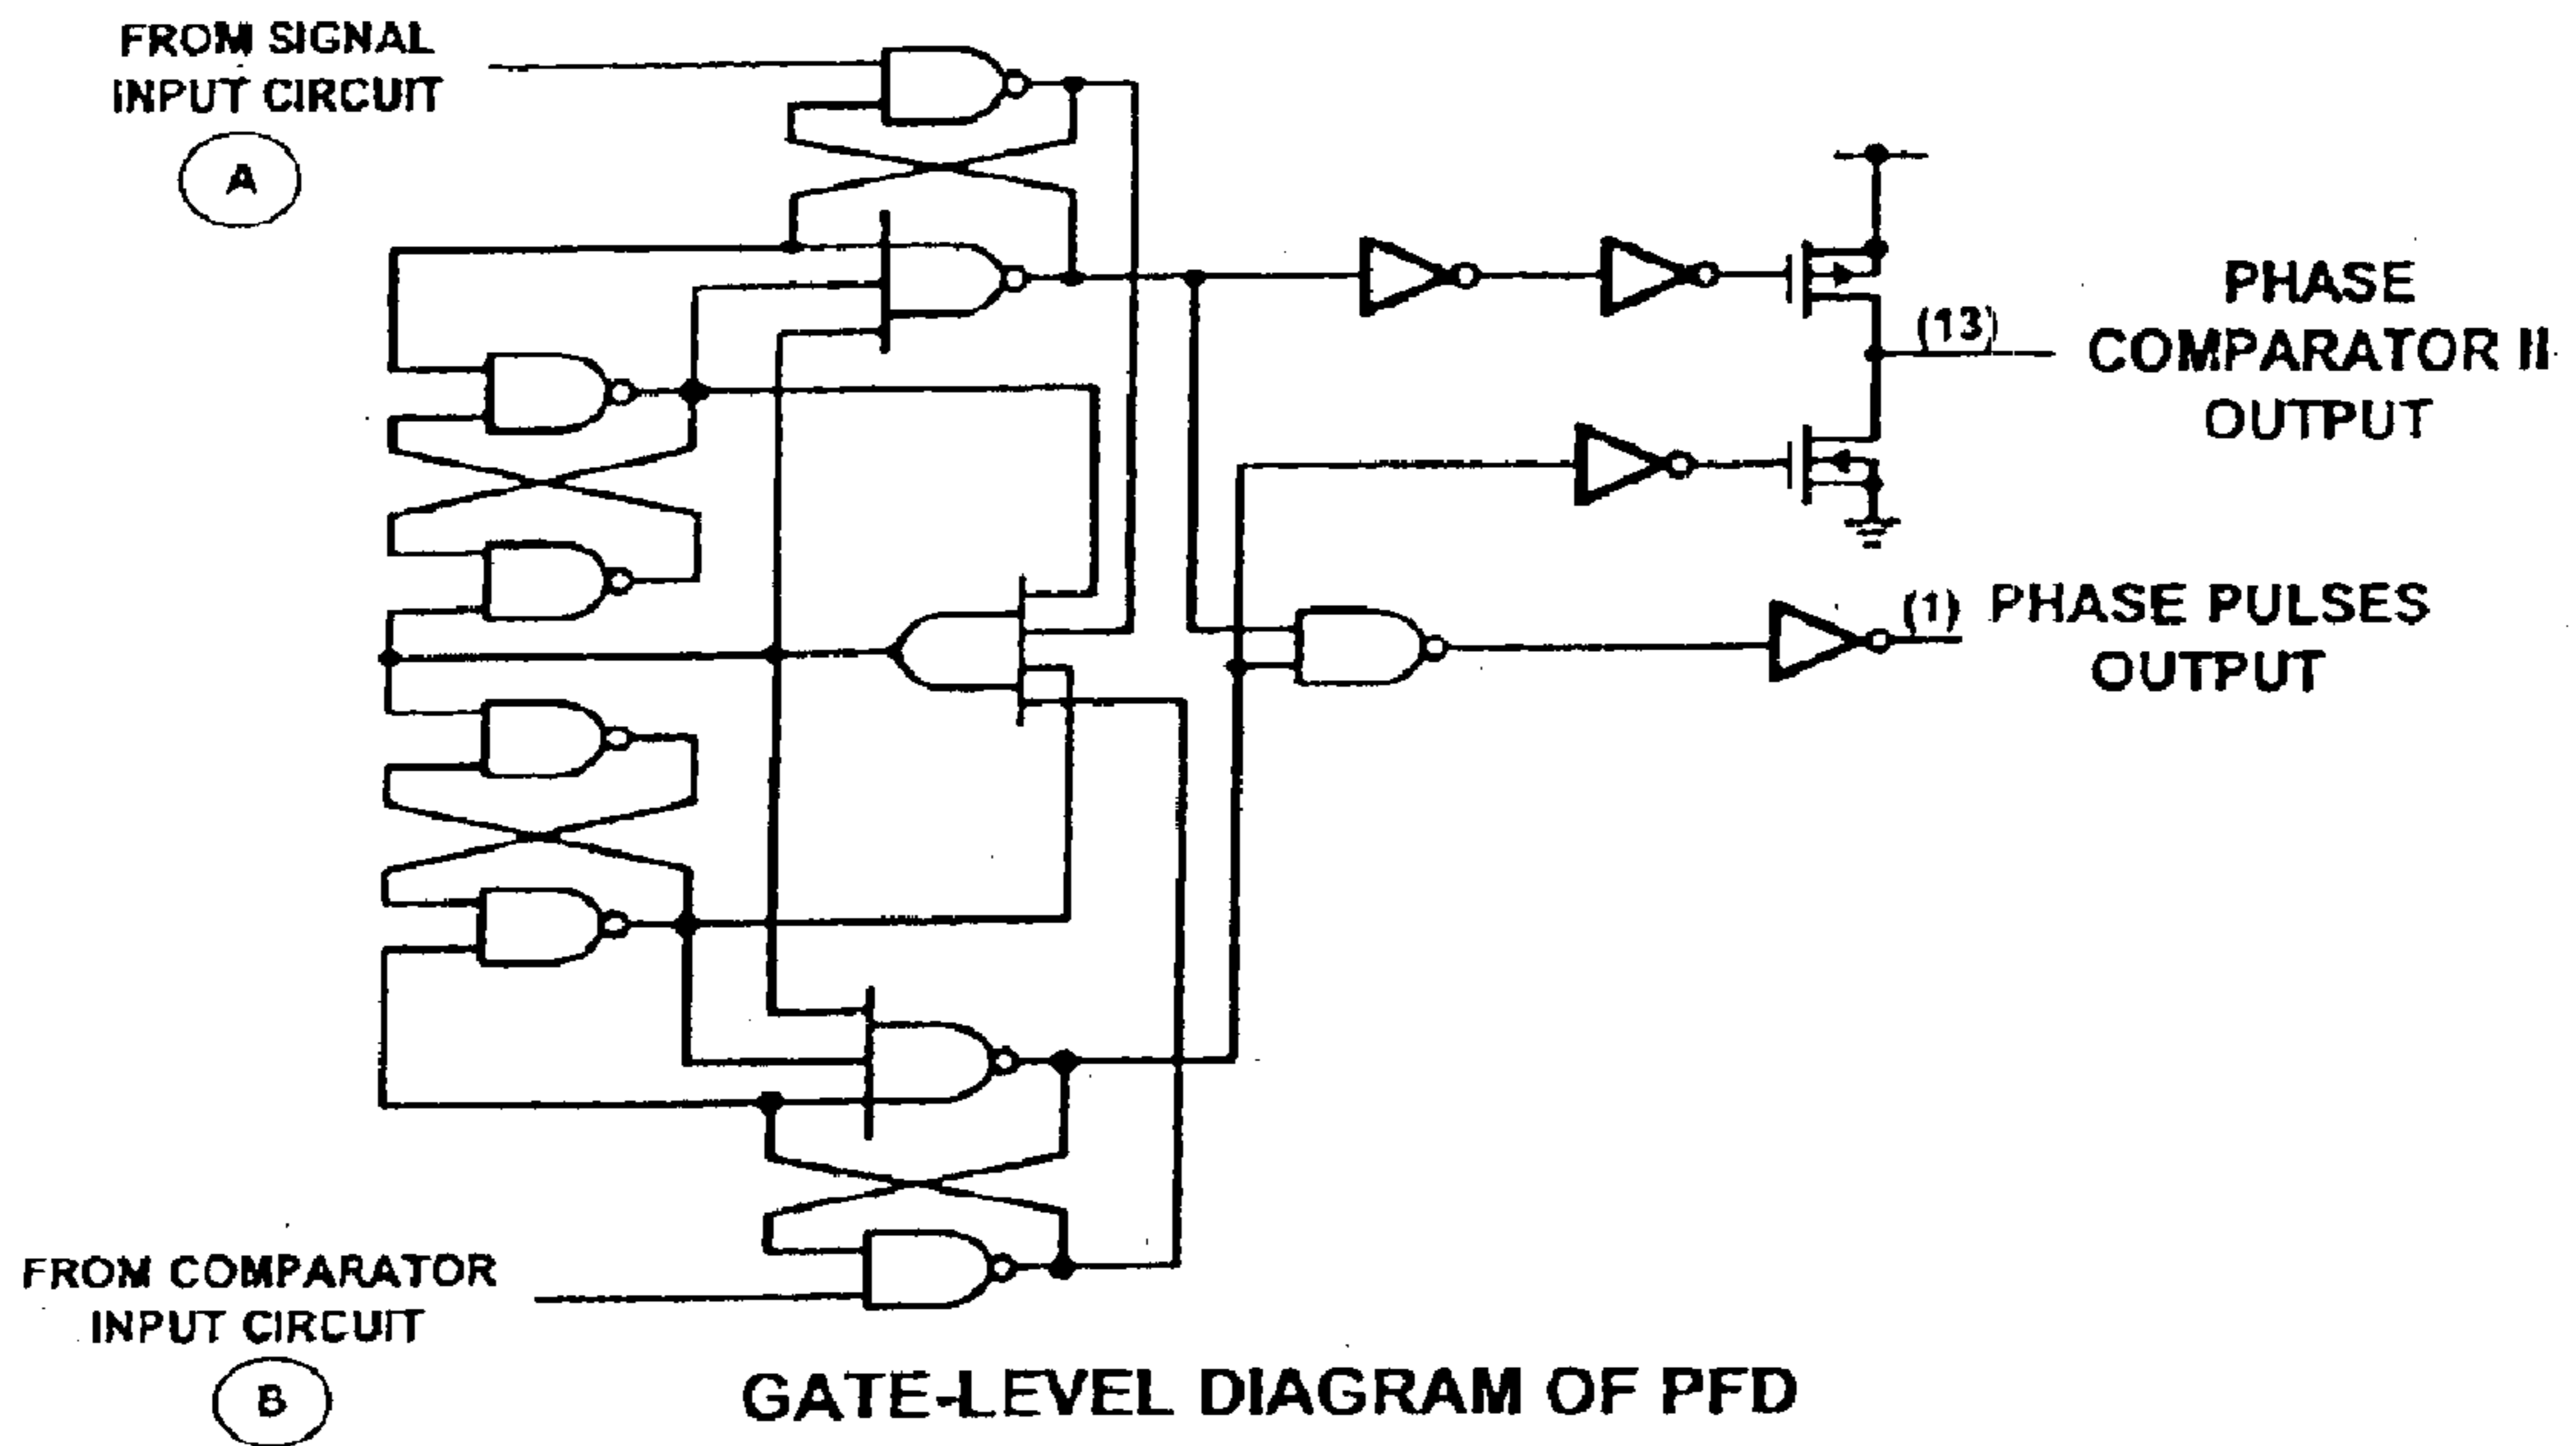 FROM SIGNAL
INPUT CIRCUIT
A
(13)
PHASE
COMPARATOR II
OUTPUT
(1)
PHASE PULSES
OUTPUT
FROM COMPARATOR
INPUT CIRCUIT
B
GATE-LEVEL DIAGRAM OF PFD